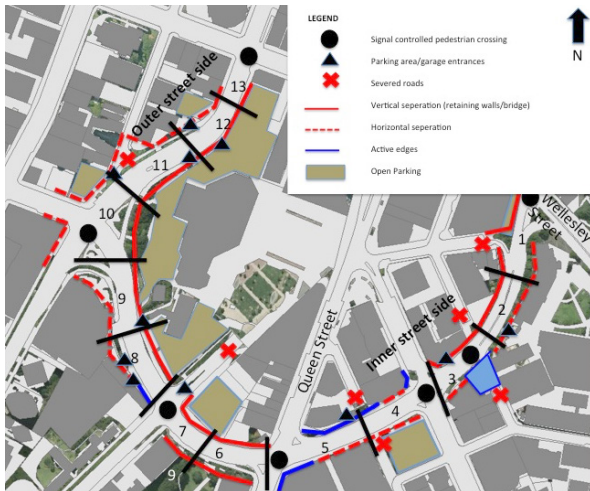 LEGEND
Signal controlled pedestrian crossing
Parking area/garage entrances
Severed roads
Vertical seperation (retaining walls/bridge)
Horizontal seperation
Active edges
Open Parking
N
Outer street side
13
12
11
10
9
8
7
6
9
5
4
3
2
1
Queen Street
Inner street side
Wellesley
Street